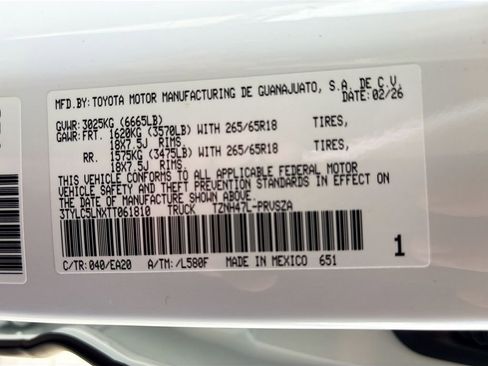 MFD.BY:TOYOTA MOTOR MANUFACTURING DE GUANAJUATO, S.A. DE C.V.
DATE:02/26
GVWR:3025KG (6665LB)
GAWR:FRT. 1620KG (3570LB) WITH 265/65R18 TIRES,
18X7.5J RIMS.
RR. 1575KG (3475LB) WITH 265/65R18 TIRES,
18X7.5J RIMS.
THIS VEHICLE CONFORMS TO ALL APPLICABLE FEDERAL MOTOR
VEHICLE SAFETY AND THEFT PREVENTION STANDARDS IN EFFECT ON
THE DATE OF MANUFACTURE SHOWN ABOVE.
3TYLC5LNXTT061810 TRUCK TZNA47L-PRVSZA
1
C/TR:040/EA20 A/TM:/L580F MADE IN MEXICO 651